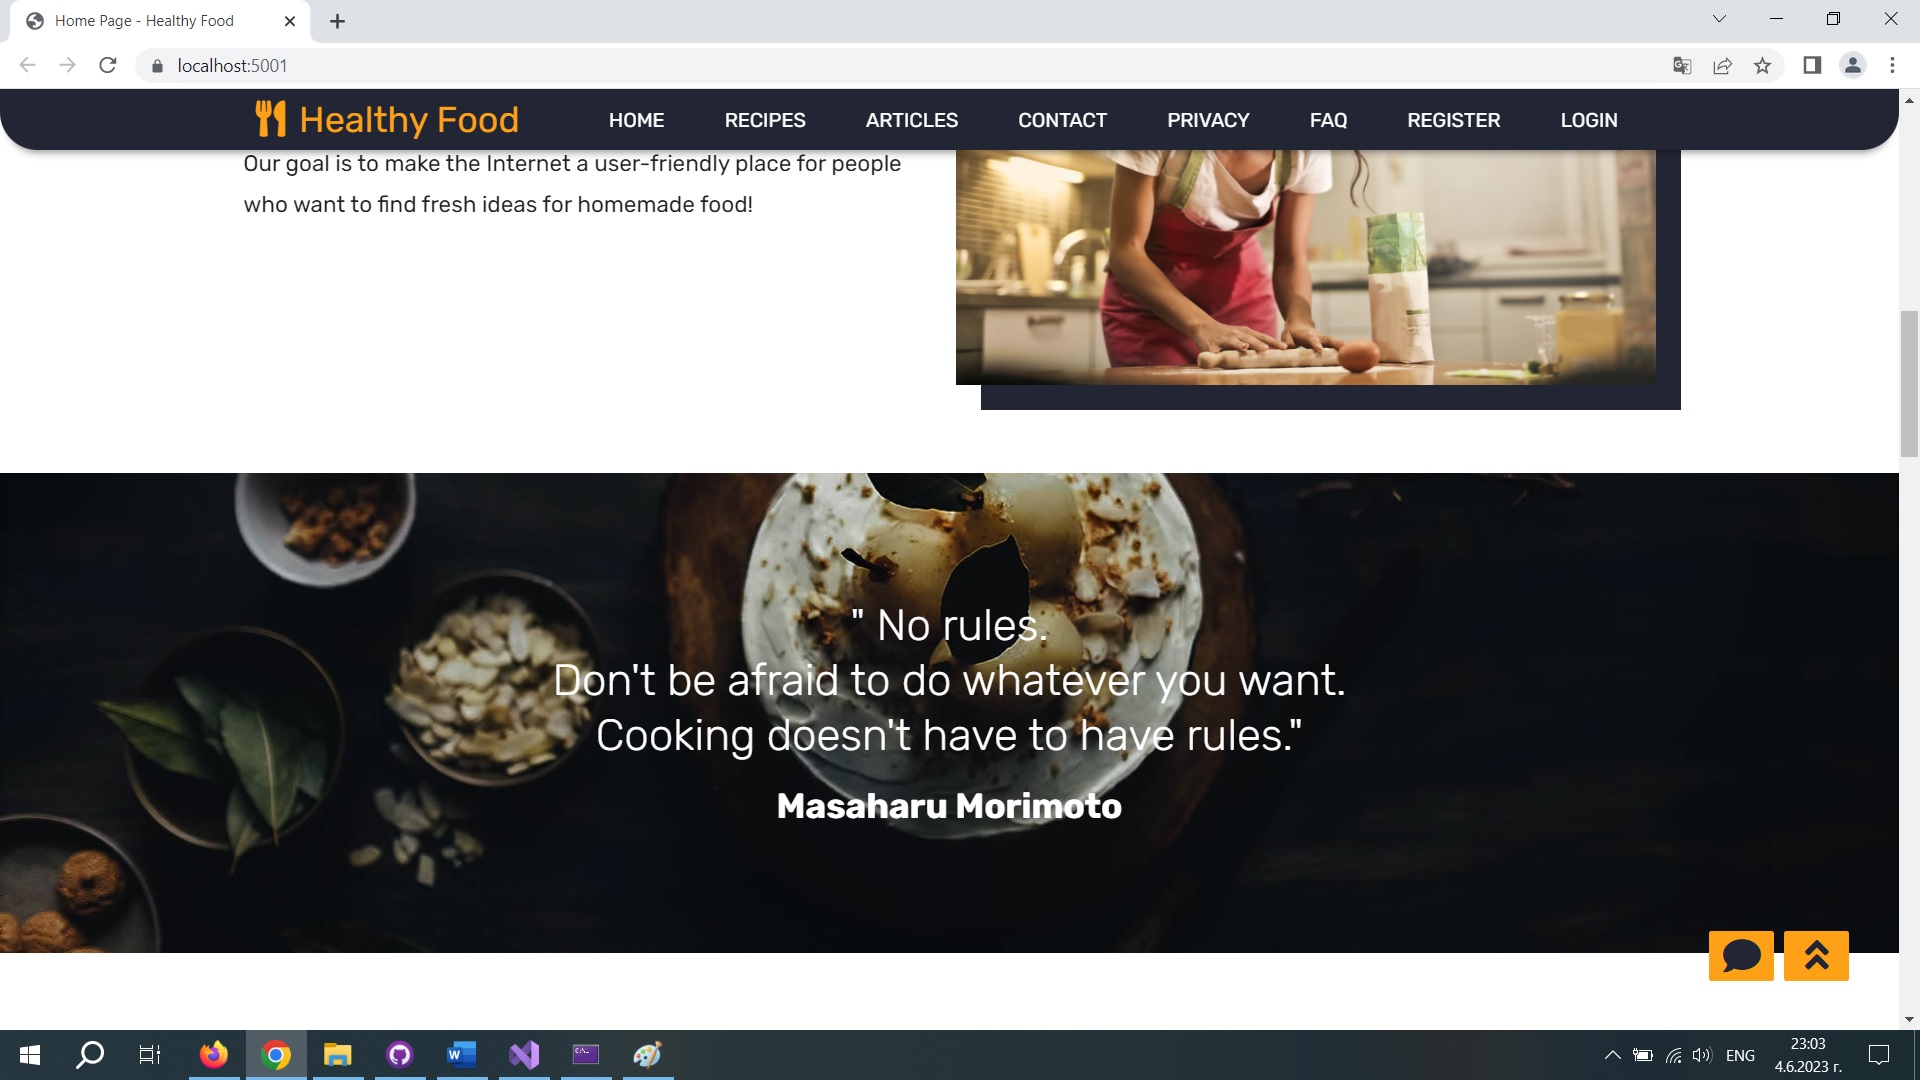 Home Page - Healthy Food
localhost:5001
Healthy Food
HOME
RECIPES
ARTICLES
CONTACT
PRIVACY
FAQ
REGISTER
LOGIN
Our goal is to make the Internet a user-friendly place for people
who want to find fresh ideas for homemade food!
" No rules.
Don't be afraid to do whatever you want.
Cooking doesn't have to have rules."
Masaharu Morimoto
ENG
23:03
4.6.2023 г.